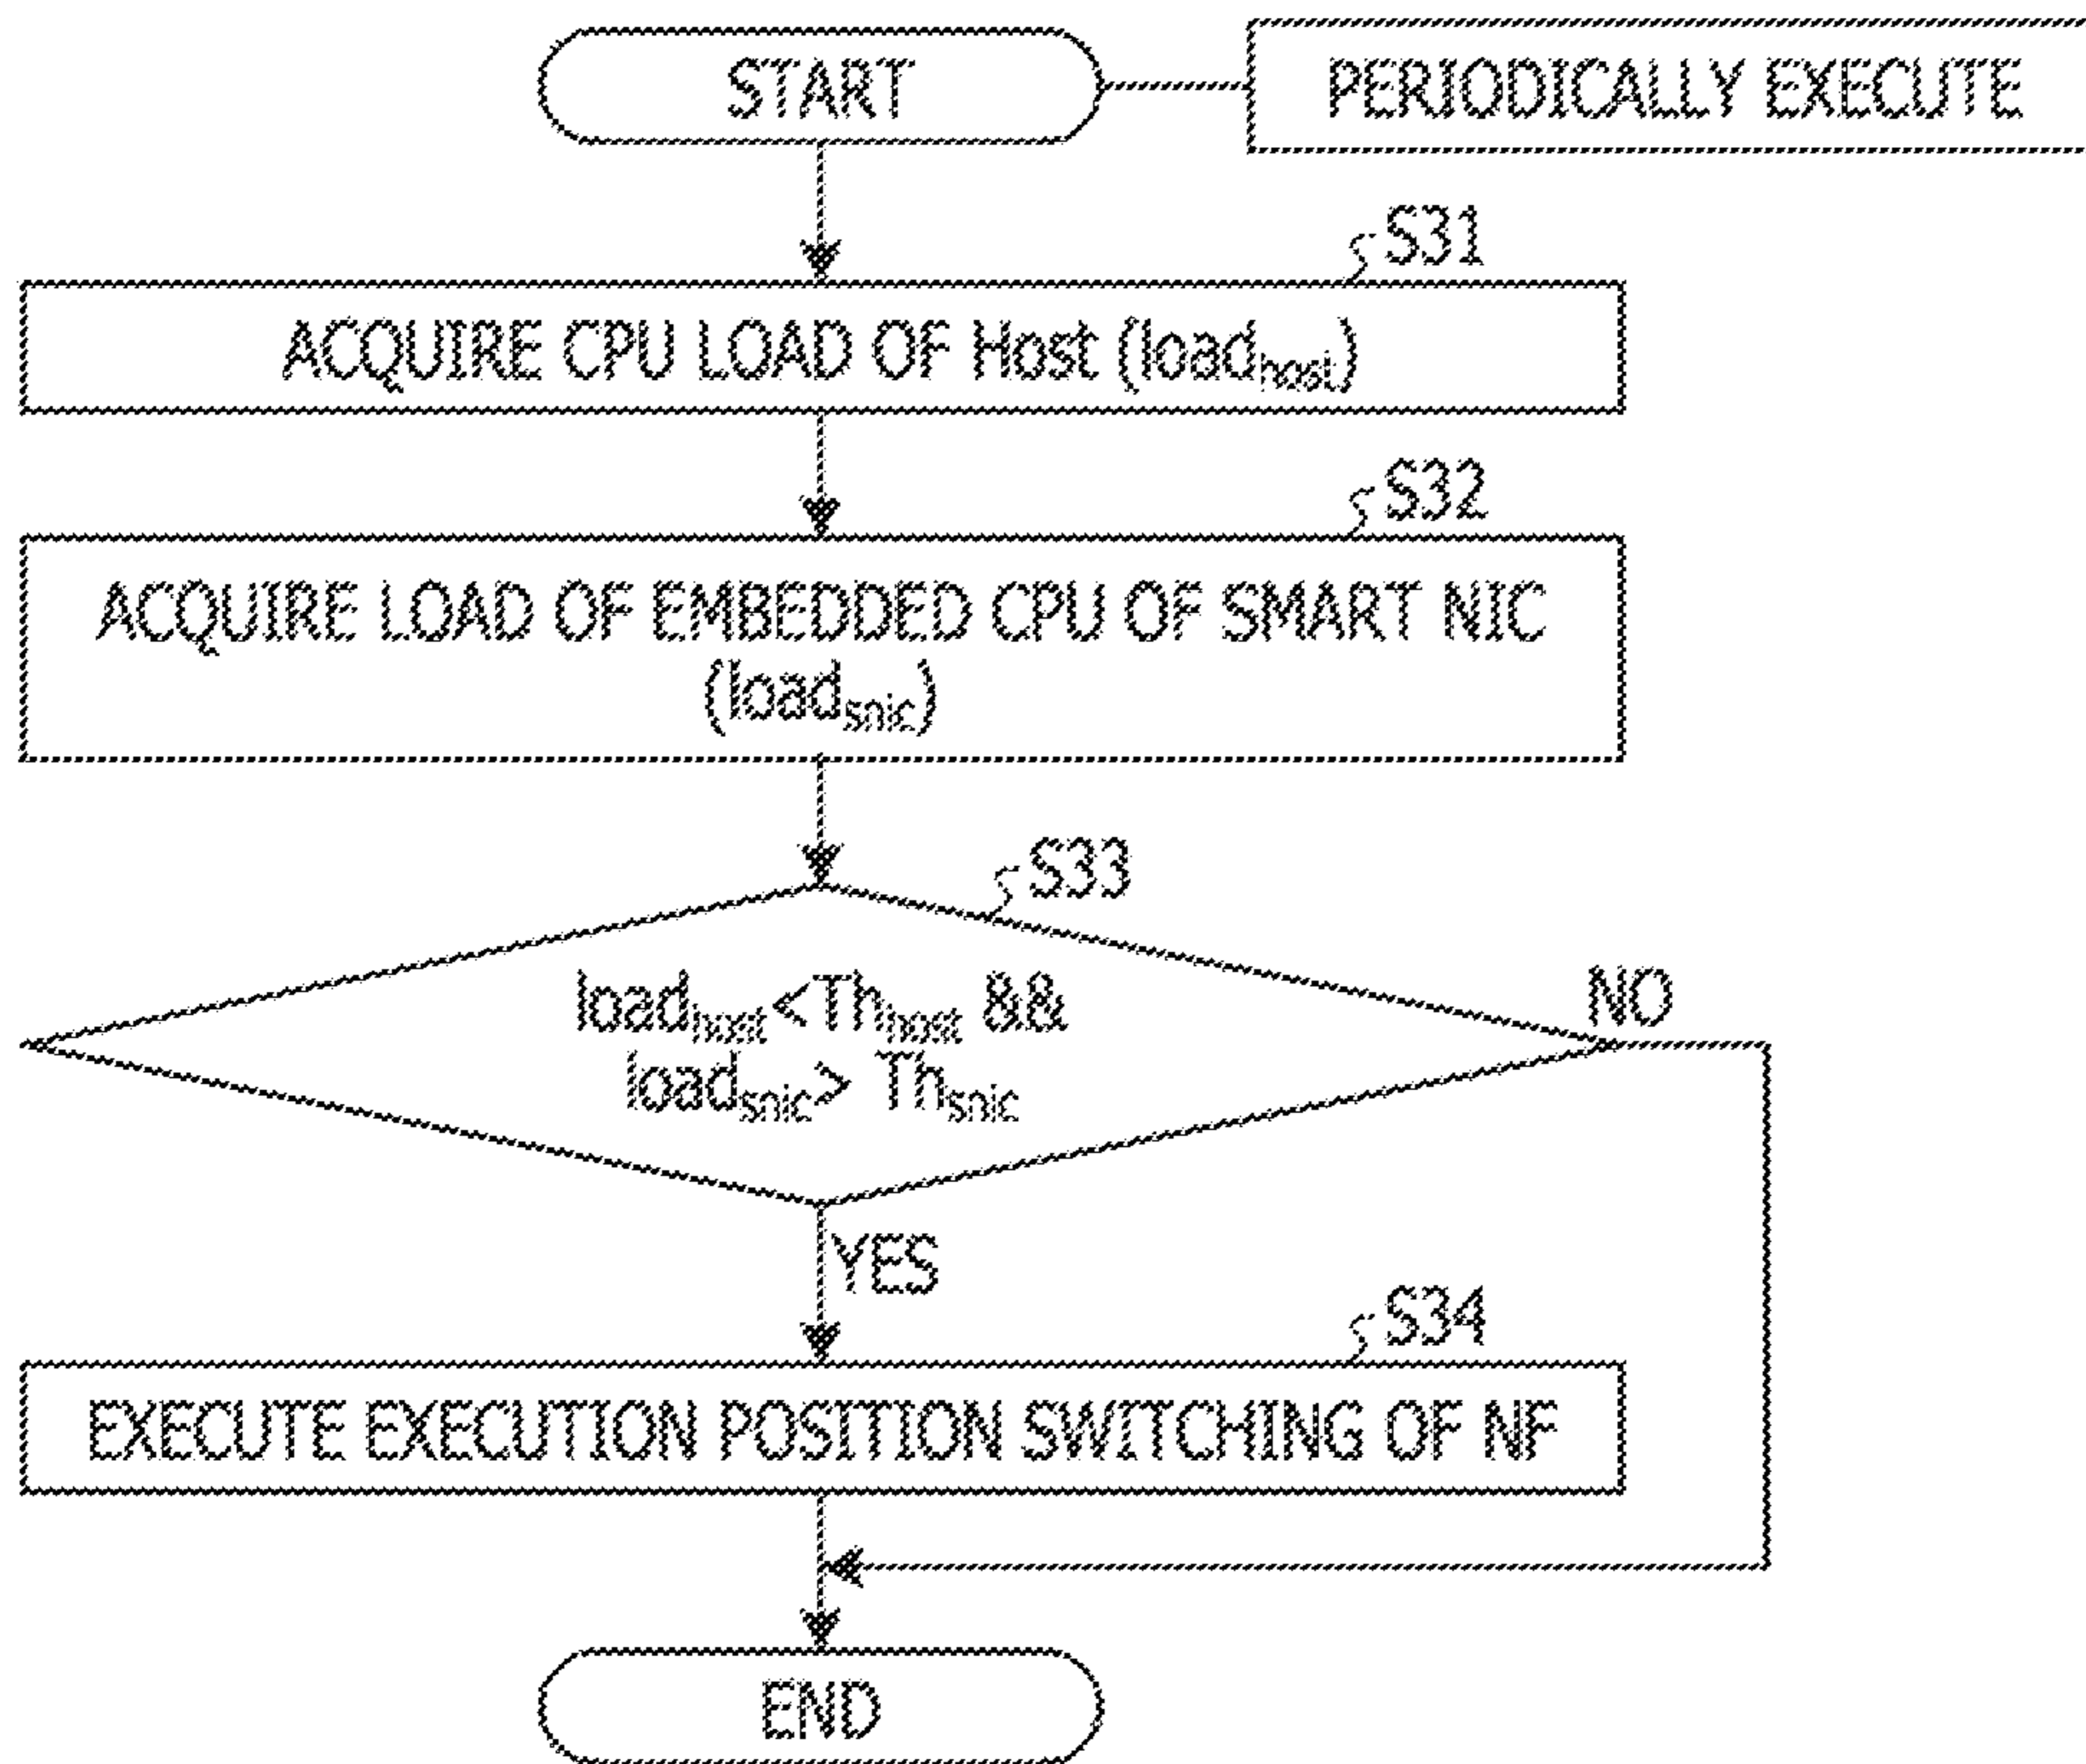 START
PERIODICALLY EXECUTE
S31
ACQUIRE CPU LOAD OF Host (loadhost)
S32
ACQUIRE LOAD OF EMBEDDED CPU OF SMART NIC
(loadsnic)
S33
loadhost<Thhost &&
loadsnic> Thsnic
NO
YES
S34
EXECUTE EXECUTION POSITION SWITCHING OF NF
END